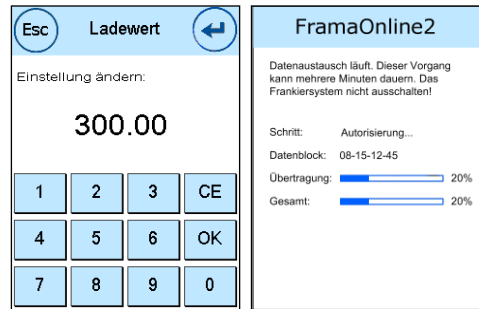 Esc
Ladewert
Einstellung ändern:
300.00
1 2 3 CE
4 5 6 OK
7 8 9 0
FramaOnline2
Datenaustausch läuft. Dieser Vorgang
kann mehrere Minuten dauern. Das
Frankiersystem nicht ausschalten!
Schritt: Autorisierung...
Datenblock: 08-15-12-45
Übertragung: 20%
Gesamt: 20%